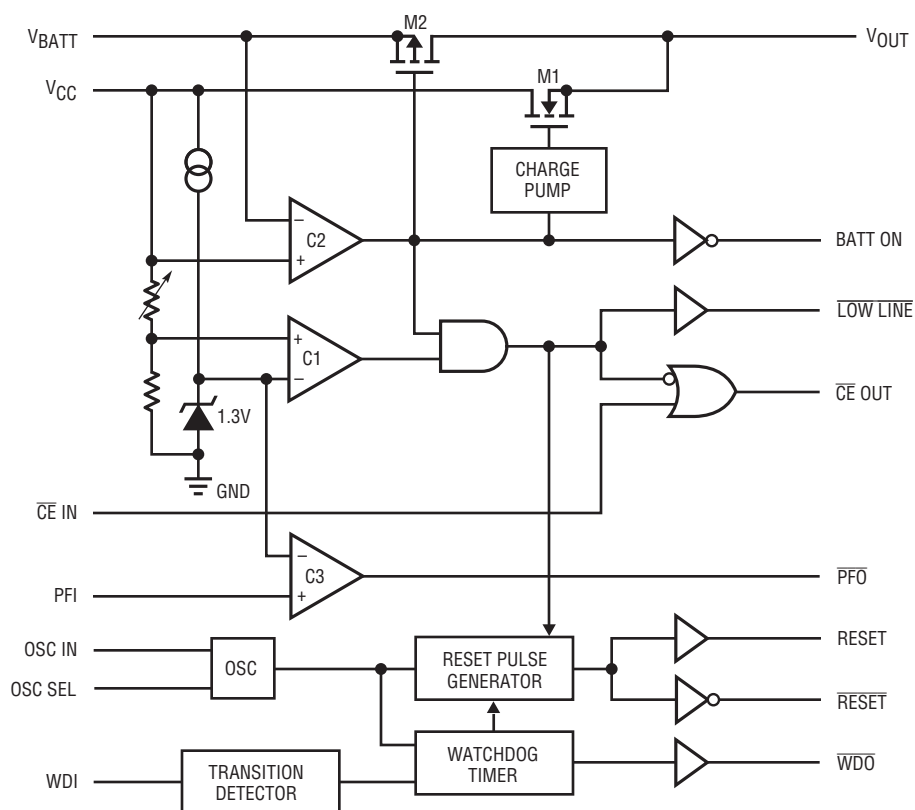 M2
VBATT
VOUT
M1
VCC
CHARGE
PUMP
−
C2
+
BATT ON
LOW LINE
+
C1
−
1.3V
CE OUT
GND
CE IN
−
C3
+
PFO
PFI
OSC IN
OSC
OSC SEL
RESET PULSE
GENERATOR
RESET
RESET
WDI
TRANSITION
DETECTOR
WATCHDOG
TIMER
WDO